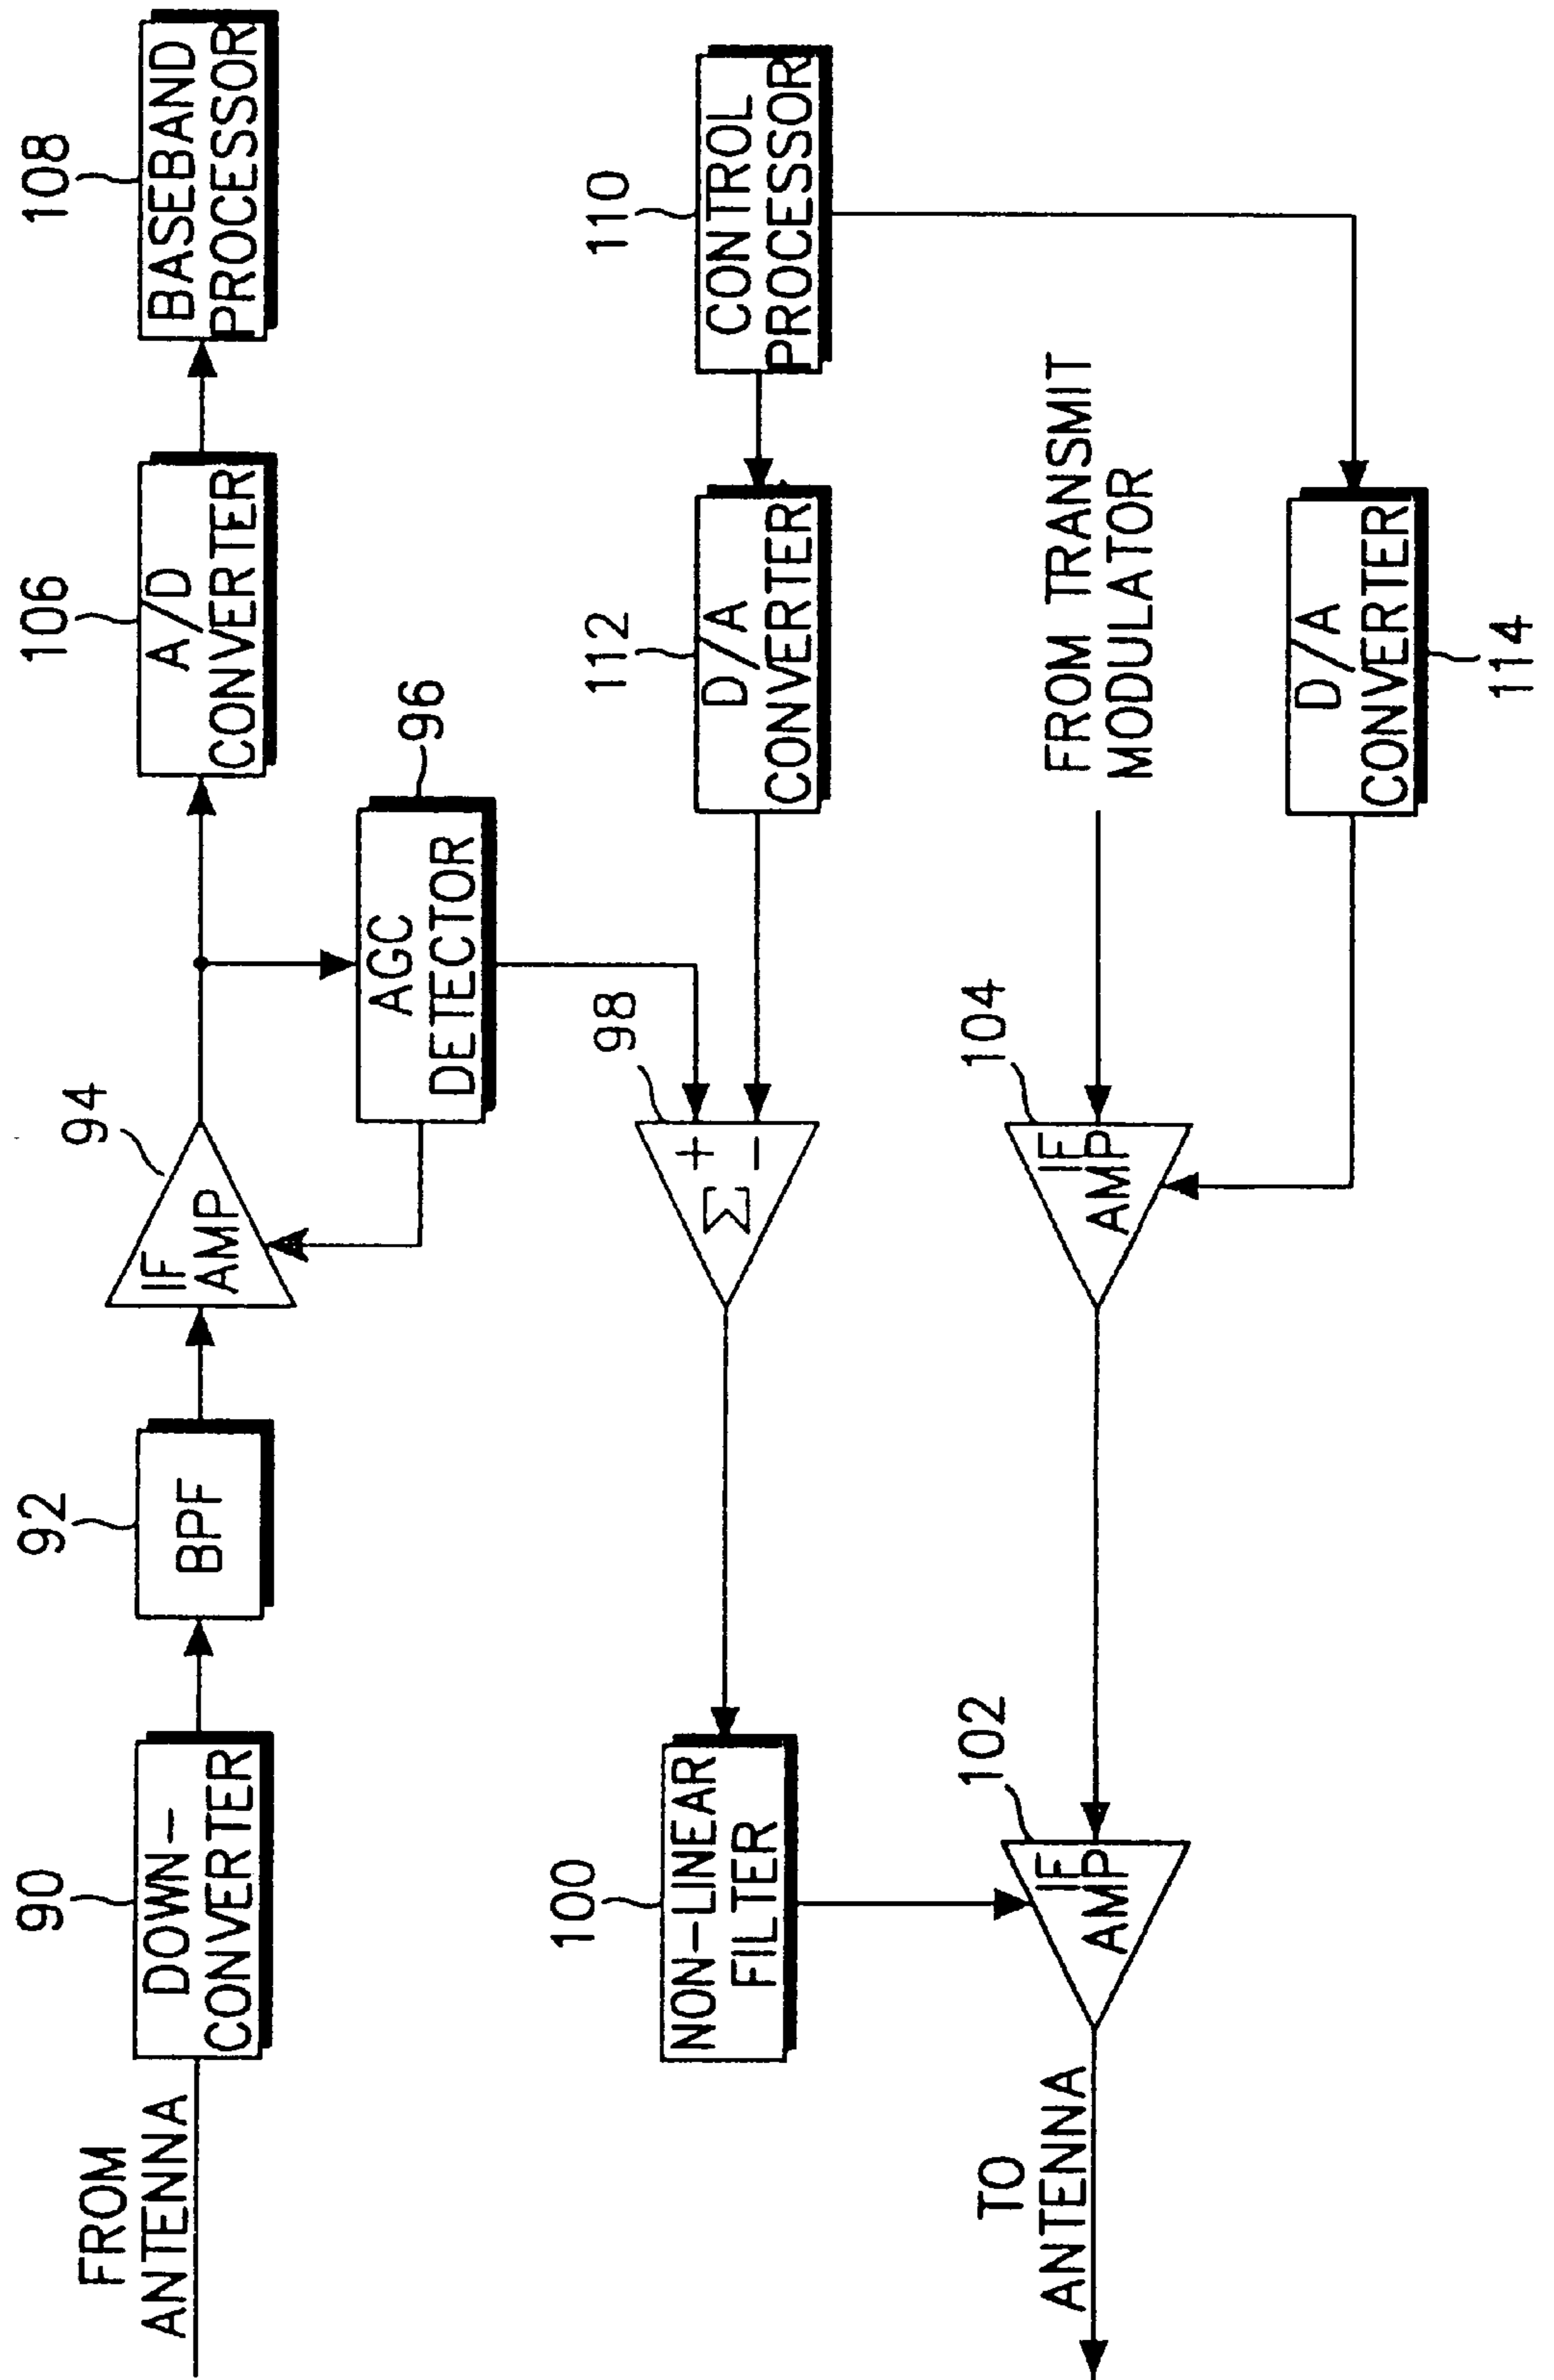 FROM
ANTENNA
90
DOWN-
CONVERTER
92
BPF
94
IF
AMP
106
A/D
CONVERTER
108
BASEBAND
PROCESSOR
96
AGC
DETECTOR
100
NON-LINEAR
FILTER
98
Σ +
−
112
D/A
CONVERTER
110
CONTROL
PROCESSOR
TO
ANTENNA
102
IF
AMP
104
IF
AMP
FROM TRANSMIT
MODULATOR
D/A
CONVERTER
114